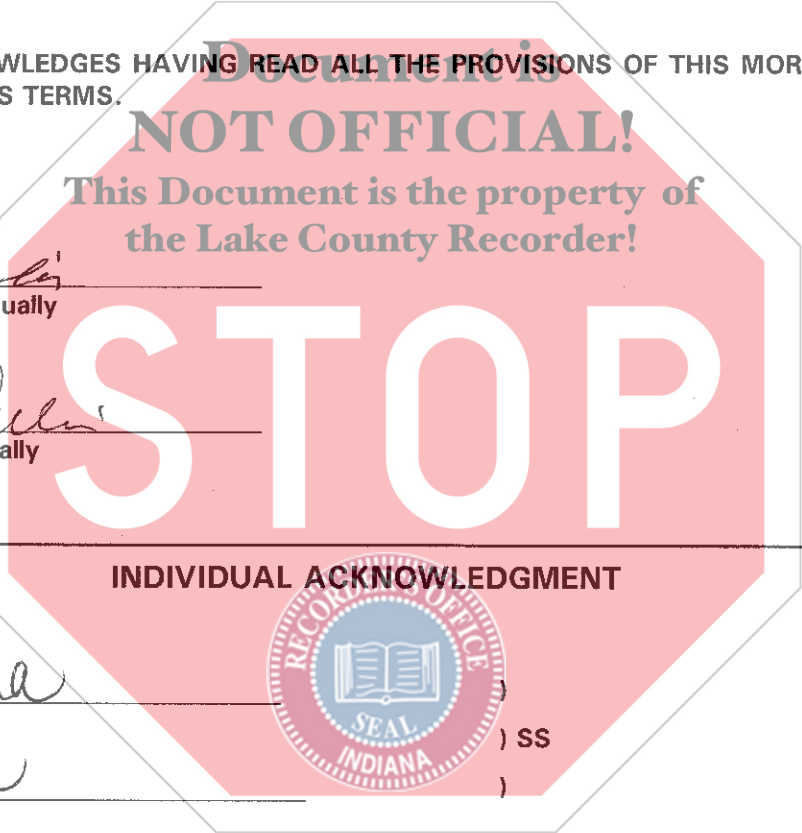 WLEDGES HAVING READ ALL THE PROVISIONS OF THIS MOR
S TERMS.
Document is
NOT OFFICIAL!
This Document is the property of
the Lake County Recorder!
ually
ally
STOP
INDIVIDUAL ACKNOWLEDGMENT
RECORDER'S OFFICE
SEAL
INDIANA
)
) SS
)